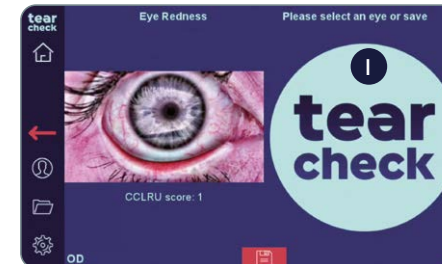 tear
check
Eye Redness
Please select an eye or save
I
tear
check
CCLRU score: 1
OD